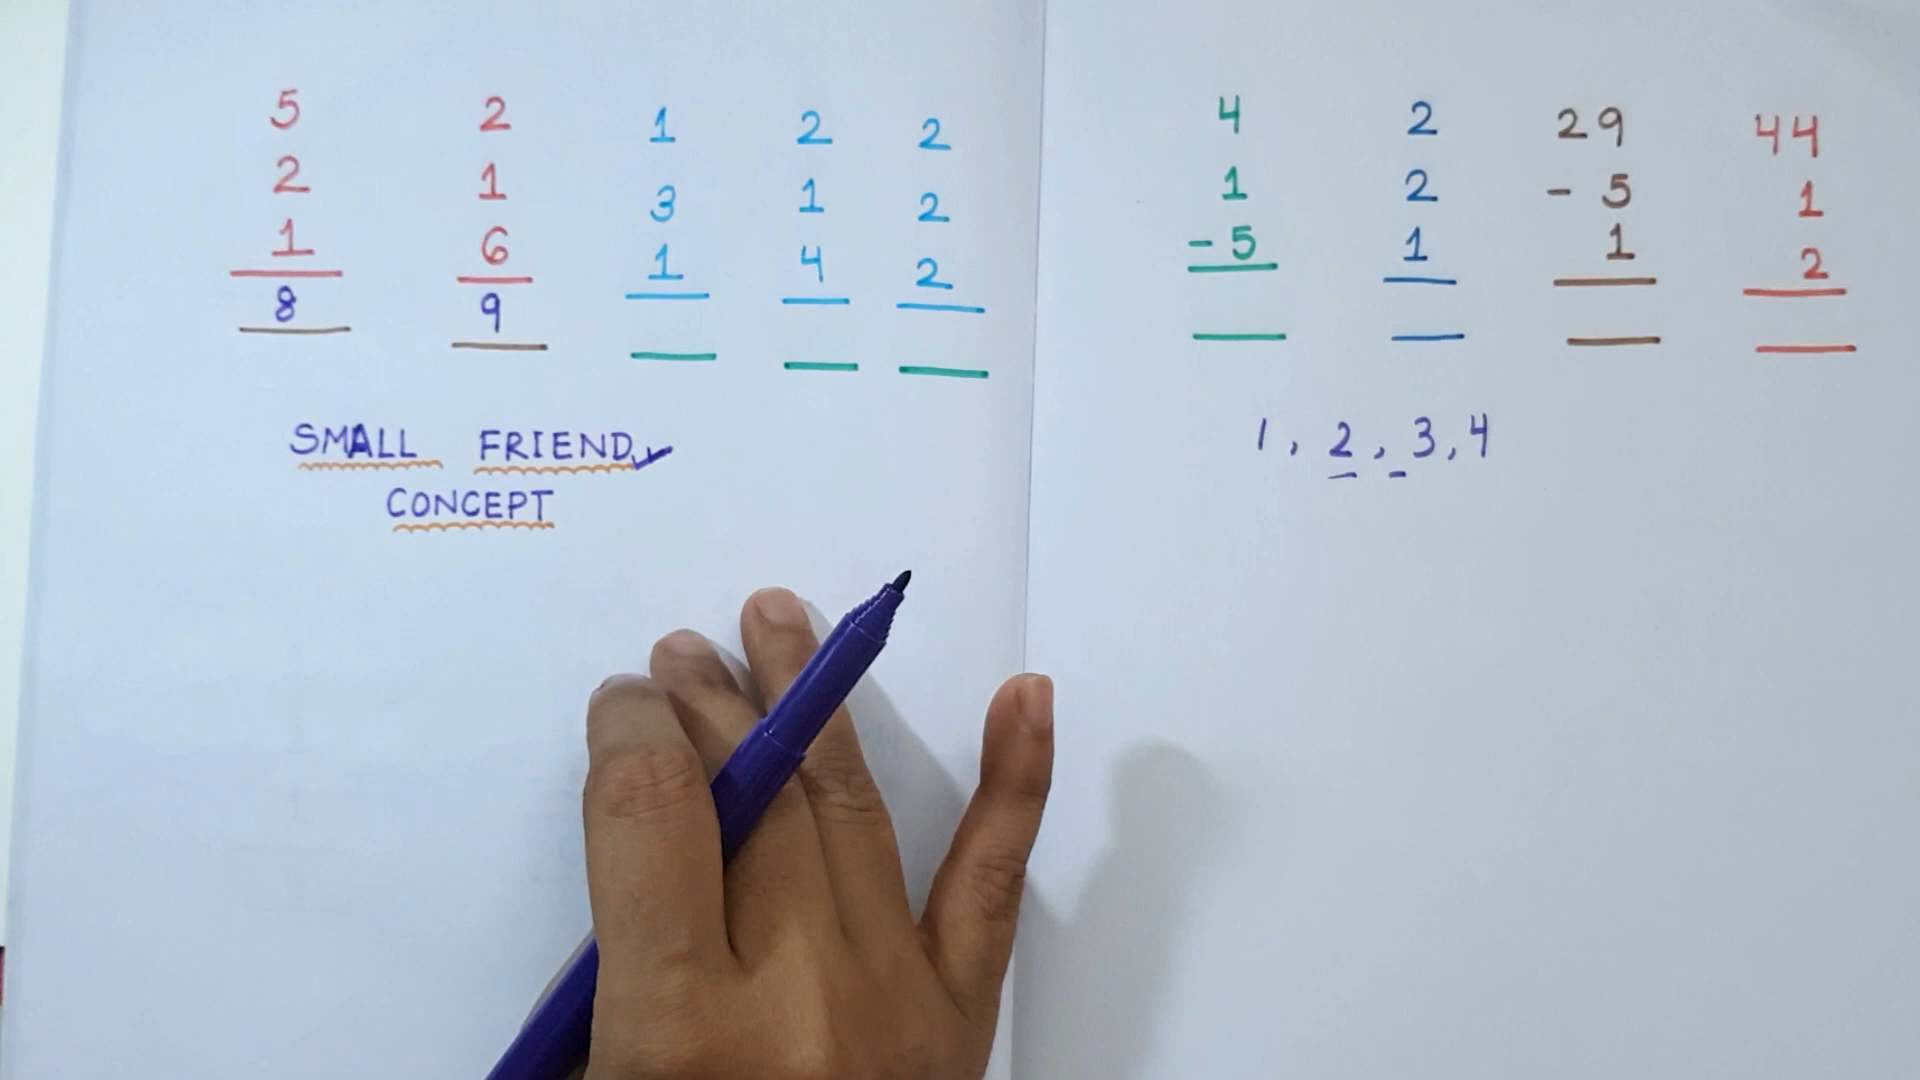 5 2 1 2 2 4 2 29 44
2 1 3 1 2 1 2 - 5 1
1 6 1 4 2 - 5 1 1 2
8 9
SMALL FRIEND
CONCEPT
1, 2, 3, 4